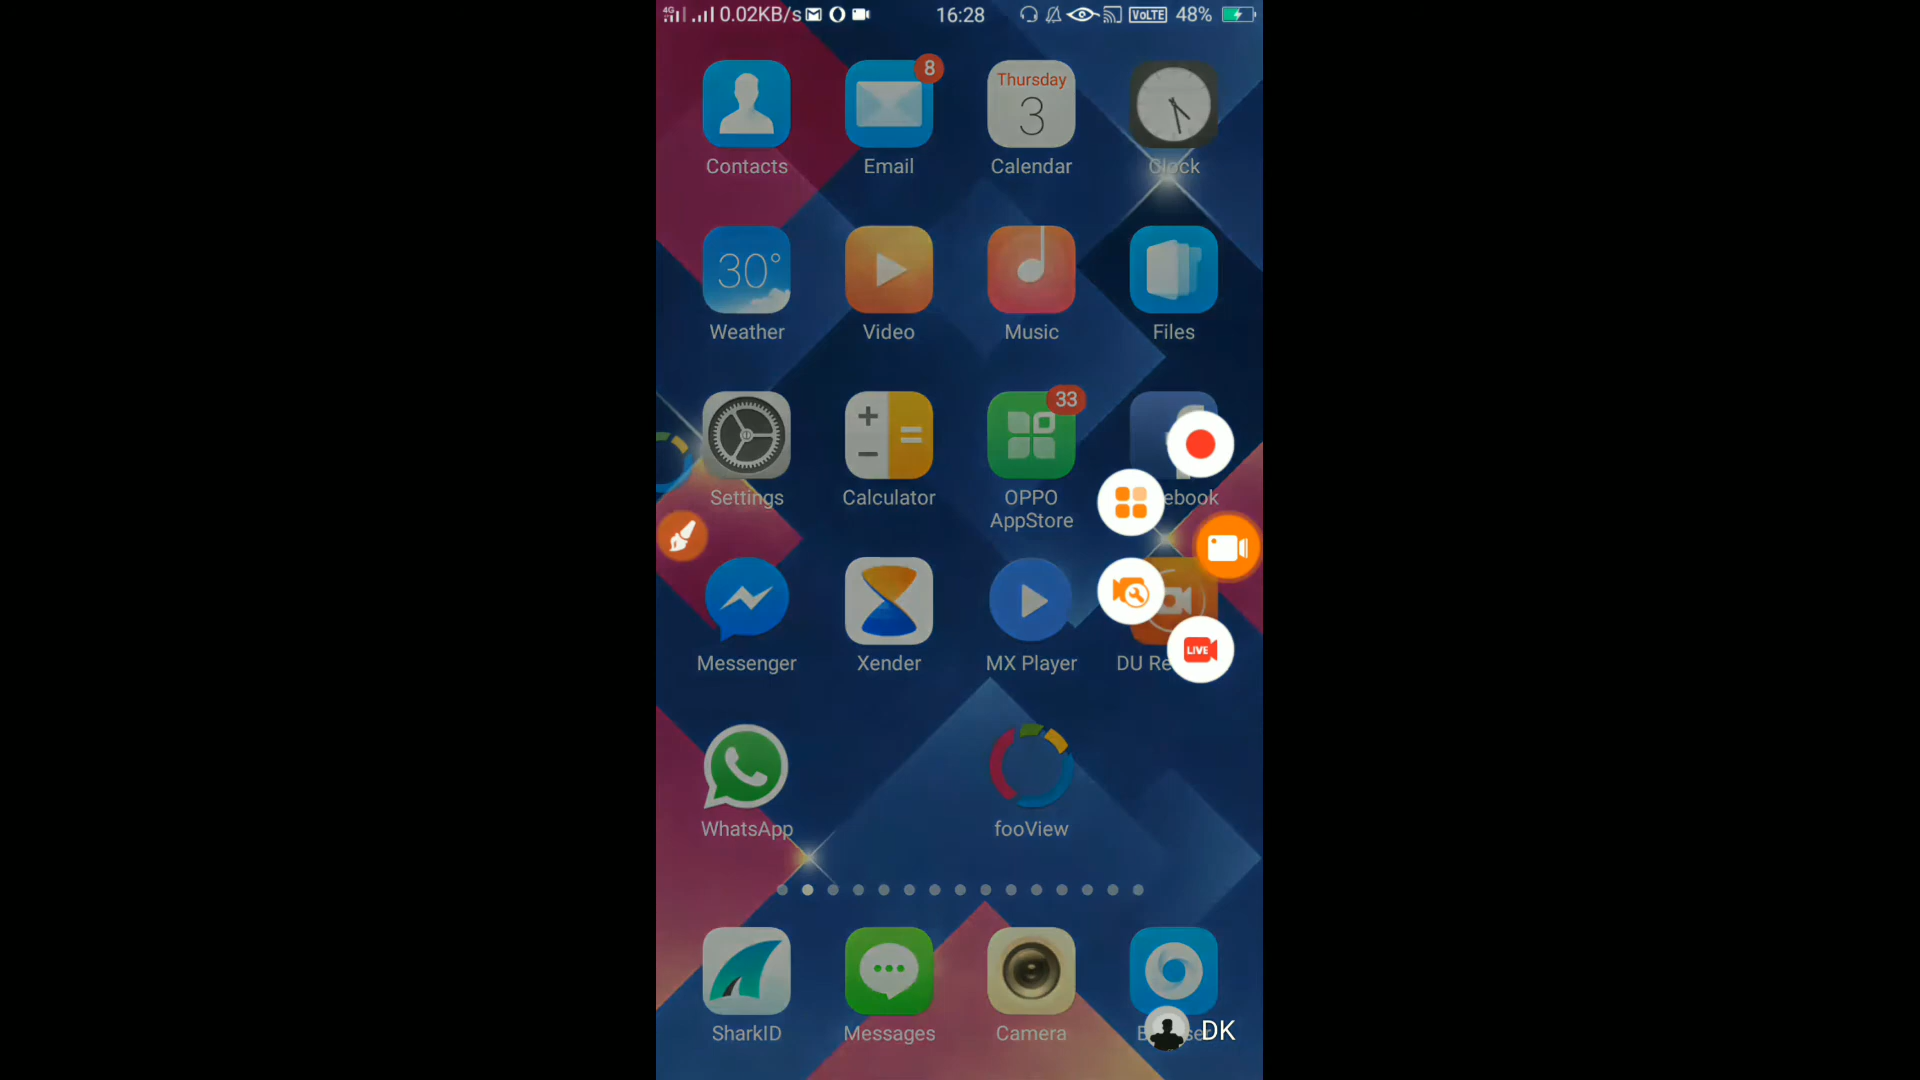 4G 0.02KB/s 16:28 VoLTE 48%
8
Thursday
3
Contacts Email Calendar Clock
30°
Weather Video Music Files
33
Settings Calculator OPPO AppStore ebook
Messenger Xender MX Player DU Re
LIVE
WhatsApp fooView
SharkID Messages Camera
DK